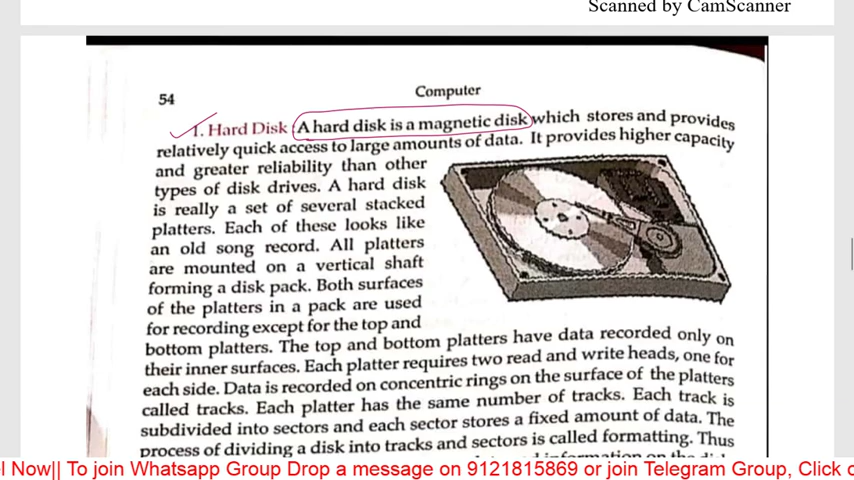 Scanned by CamScanner
54
Computer
1. Hard Disk : A hard disk is a magnetic disk which stores and provides
relatively quick access to large amounts of data. It provides higher capacity
and greater reliability than other
types of disk drives. A hard disk
is really a set of several stacked
platters. Each of these looks like
an old song record. All platters
are mounted on a vertical shaft
forming a disk pack. Both surfaces
of the platters in a pack are used
for recording except for the top and
bottom platters. The top and bottom platters have data recorded only on
their inner surfaces. Each platter requires two read and write heads, one for
each side. Data is recorded on concentric rings on the surface of the platters
called tracks. Each platter has the same number of tracks. Each track is
subdivided into sectors and each sector stores a fixed amount of data. The
process of dividing a disk into tracks and sectors is called formatting. Thus
Now|| To join Whatsapp Group Drop a message on 9121815869 or join Telegram Group, Click